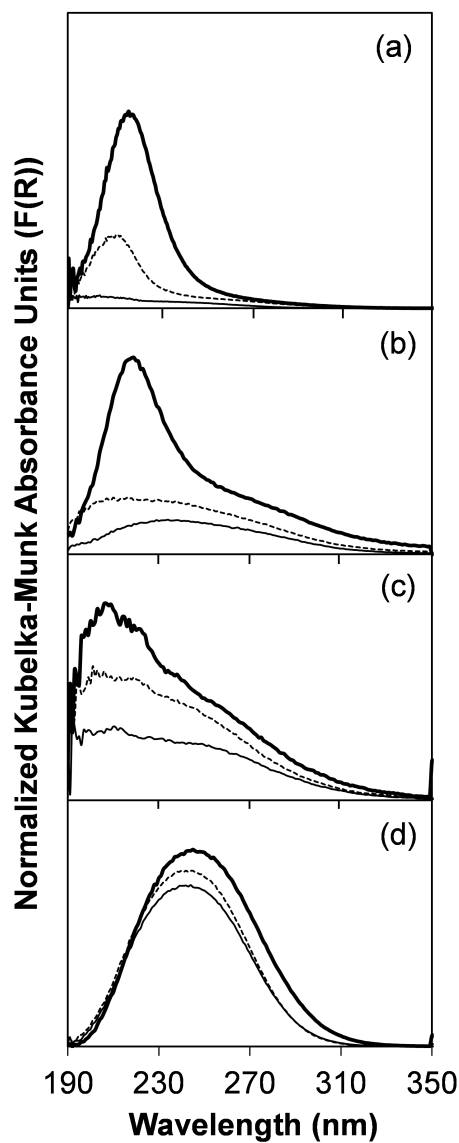 Normalized Kubelka-Munk Absorbance Units (F(R))
(a)
(b)
(c)
(d)
190 230 270 310 350
Wavelength (nm)